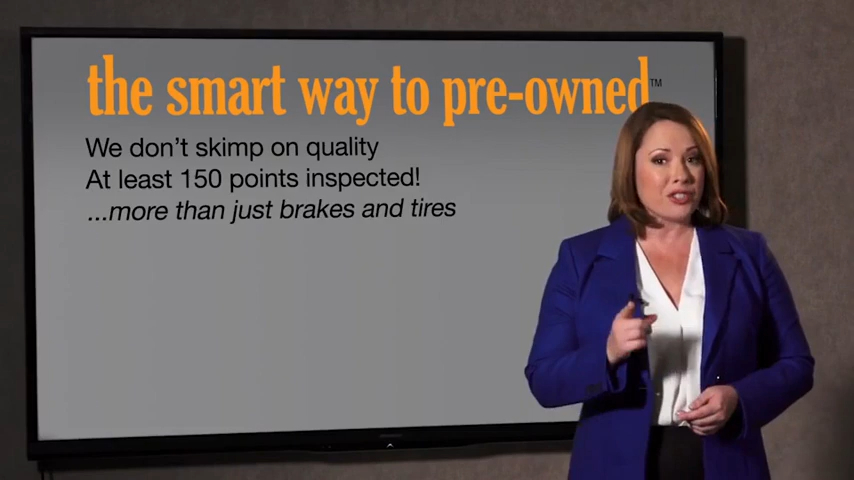 the smart way to pre-owned™
We don't skimp on quality
At least 150 points inspected!
...more than just brakes and tires